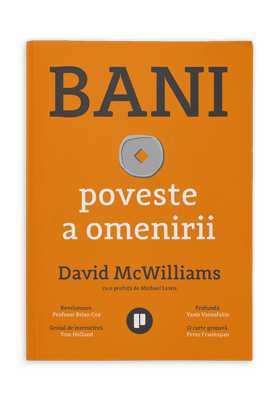 BANI
poveste
a omenirii
David McWilliams
cu o prefață de Michael Lewis
Revelatoare.
Profesor Brian Cox
Genial de instructivă.
Tom Holland
Profundă.
Yanis Varoufakis
O carte grozavă.
Peter Frankopan